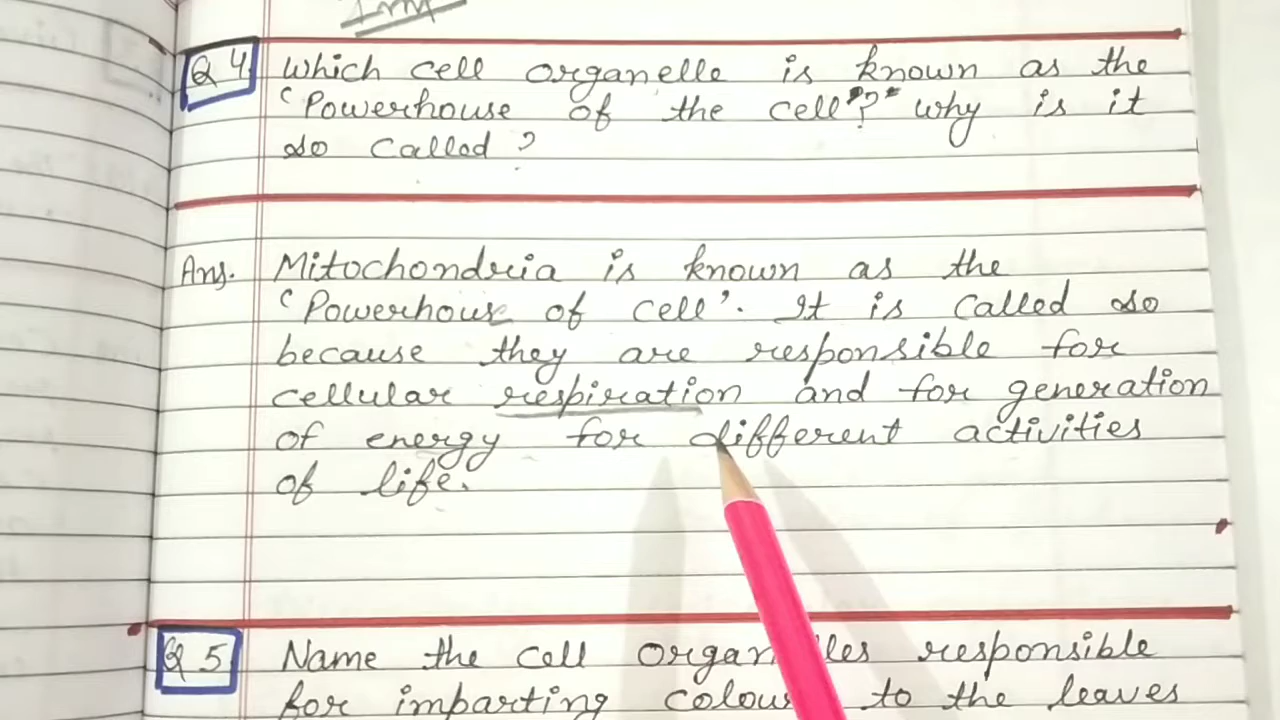 Imp
Q 4 Which cell organelle is known as the
'Powerhouse of the cell'? why is it
so called?
Ans. Mitochondria is known as the
'Powerhouse of cell'. It is called so
because they are responsible for
cellular respiration and for generation
of energy for different activities
of life.
Q 5 Name the cell organelles responsible
for imparting colour to the leaves